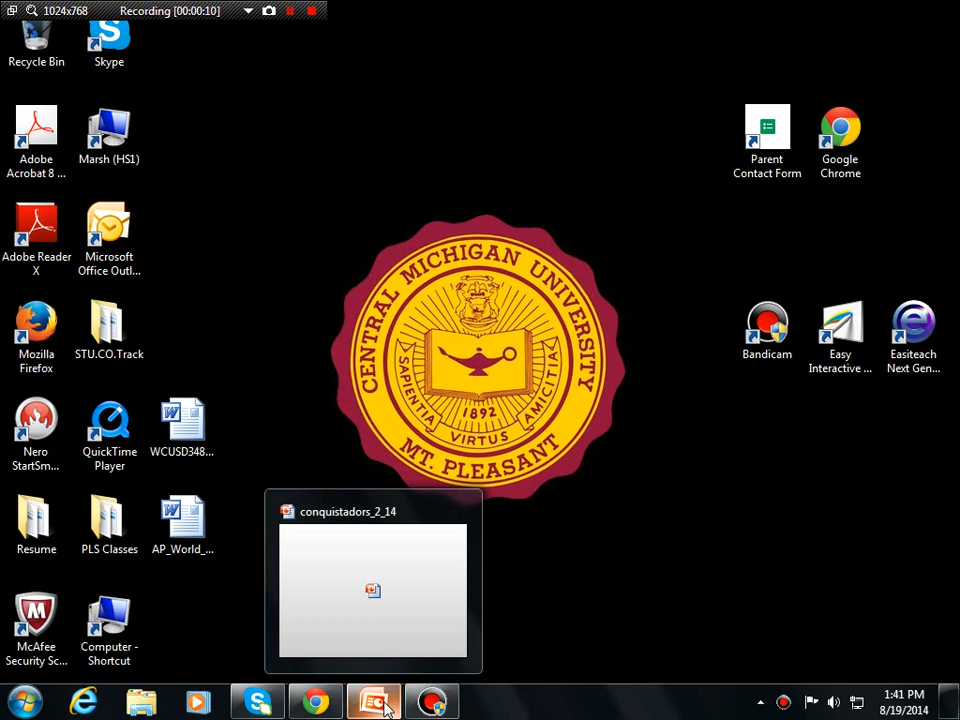 1024x768 Recording [00:00:10]
Recycle Bin
Skype
Adobe
Acrobat 8 ...
Marsh (HS1)
Parent
Contact Form
Google
Chrome
Adobe Reader
X
Microsoft
Office Outl...
CENTRAL MICHIGAN UNIVERSITY
SAPIENTIA
VIRTUS
AMICITIA
1892
MT. PLEASANT
Mozilla
Firefox
STU.CO.Track
Bandicam
Easy
Interactive ...
Easiteach
Next Gen...
Nero
StartSm...
QuickTime
Player
WCUSD348...
Resume
PLS Classes
AP_World_...
conquistadors_2_14
McAfee
Security Sc...
Computer -
Shortcut
1:41 PM
8/19/2014